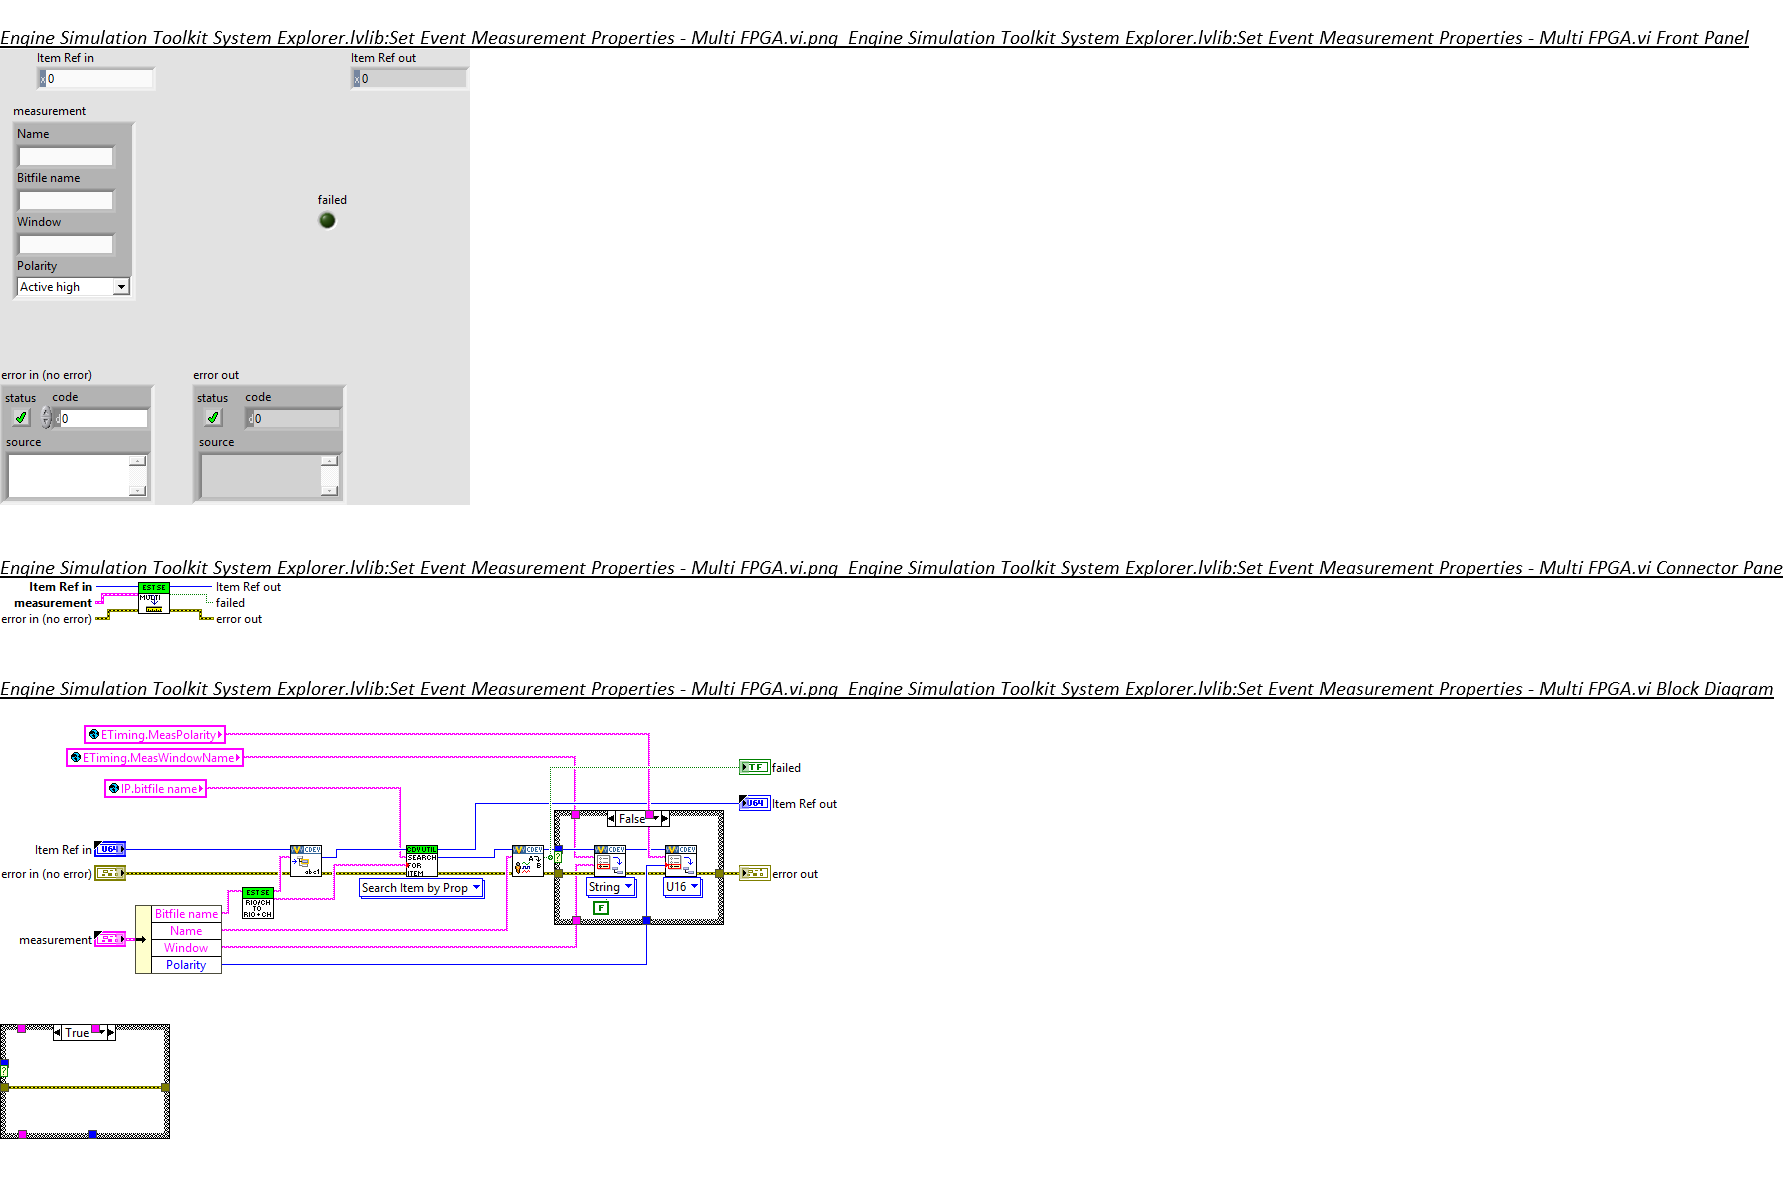 Engine Simulation Toolkit System Explorer.lvlib:Set Event Measurement Properties - Multi FPGA.vi.png Engine Simulation Toolkit System Explorer.lvlib:Set Event Measurement Properties - Multi FPGA.vi Front Panel
Item Ref in
Item Ref out
x 0
x 0
measurement
Name
Bitfile name
Window
failed
Polarity
Active high
error in (no error)
error out
status code
status code
d 0
d 0
source
source
Engine Simulation Toolkit System Explorer.lvlib:Set Event Measurement Properties - Multi FPGA.vi.png Engine Simulation Toolkit System Explorer.lvlib:Set Event Measurement Properties - Multi FPGA.vi Connector Pane
Item Ref in
EST SE
MULTI
Item Ref out
measurement
failed
error in (no error)
error out
Engine Simulation Toolkit System Explorer.lvlib:Set Event Measurement Properties - Multi FPGA.vi.png Engine Simulation Toolkit System Explorer.lvlib:Set Event Measurement Properties - Multi FPGA.vi Block Diagram
ETiming.MeasPolarity
ETiming.MeasWindowName
TF failed
IP.bitfile name
U64 Item Ref out
False
Item Ref in U64
CDEV
abc1
CDVUTIL
SEARCH
FOR
ITEM
CDEV
A
B
CDEV
CDEV
error in (no error)
error out
Search Item by Prop
String
U16
EST SE
RIO/CH
TO
RIO+CH
F
Bitfile name
Name
measurement
Window
Polarity
True
?